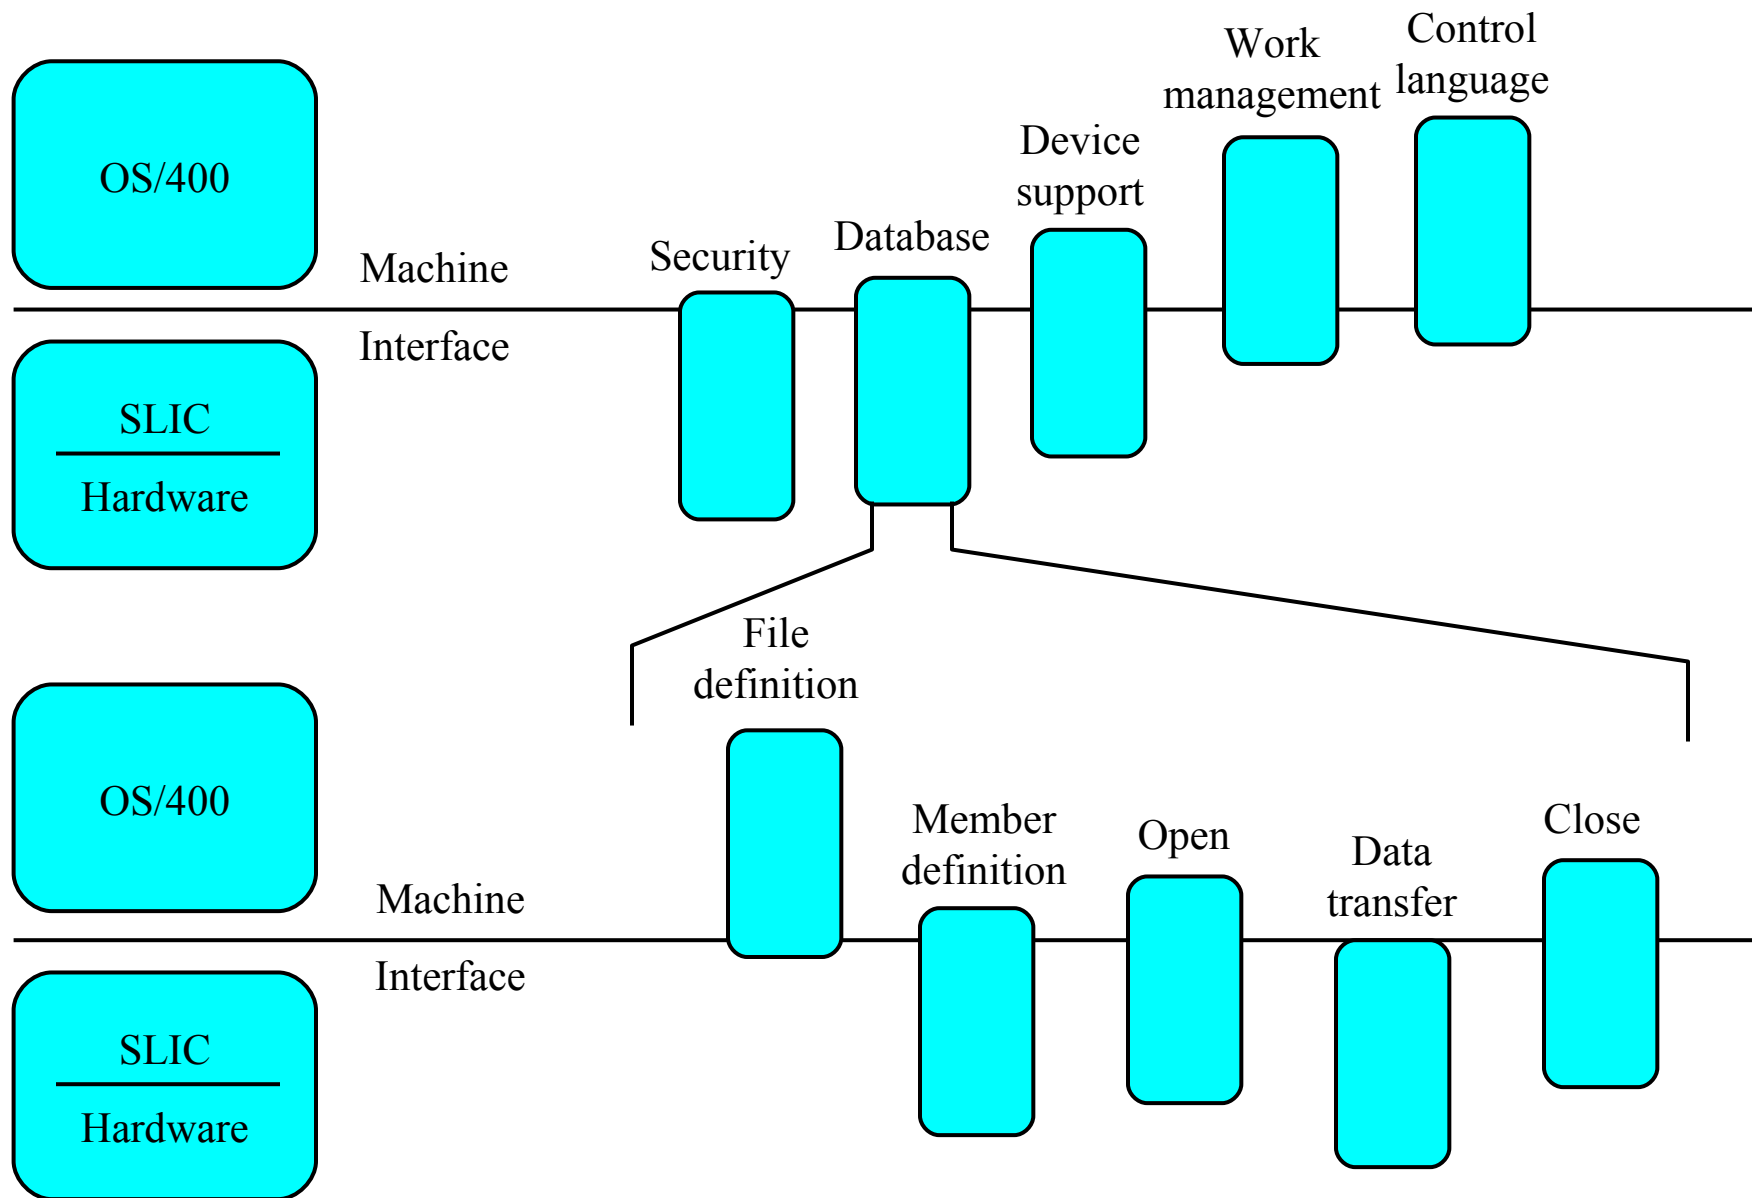 Control
language
Work
management
Device
support
Database
Security
OS/400
Machine
Interface
SLIC
Hardware
File
definition
Member
definition
Open
Data
transfer
Close
OS/400
Machine
Interface
SLIC
Hardware